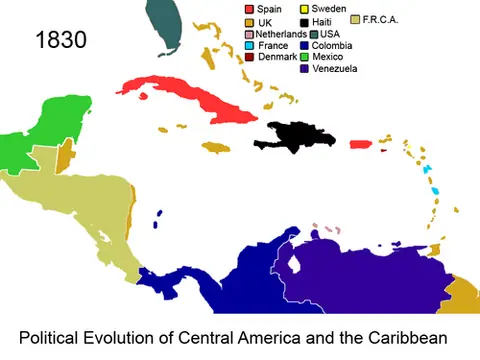 1830
Spain
UK
Netherlands
France
Denmark
Sweden
Haiti
USA
Colombia
Mexico
Venezuela
F.R.C.A.
Political Evolution of Central America and the Caribbean